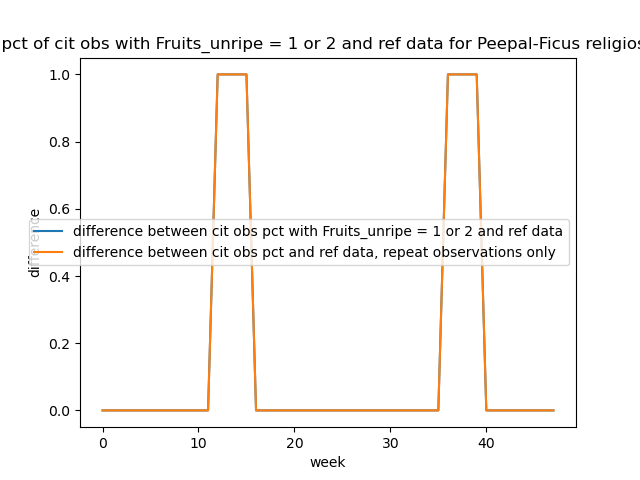 pct of cit obs with Fruits_unripe = 1 or 2 and ref data for Peepal-Ficus religios
1.0
0.8
0.6
0.4
0.2
0.0
difference
difference between cit obs pct with Fruits_unripe = 1 or 2 and ref data
difference between cit obs pct and ref data, repeat observations only
0 10 20 30 40
week